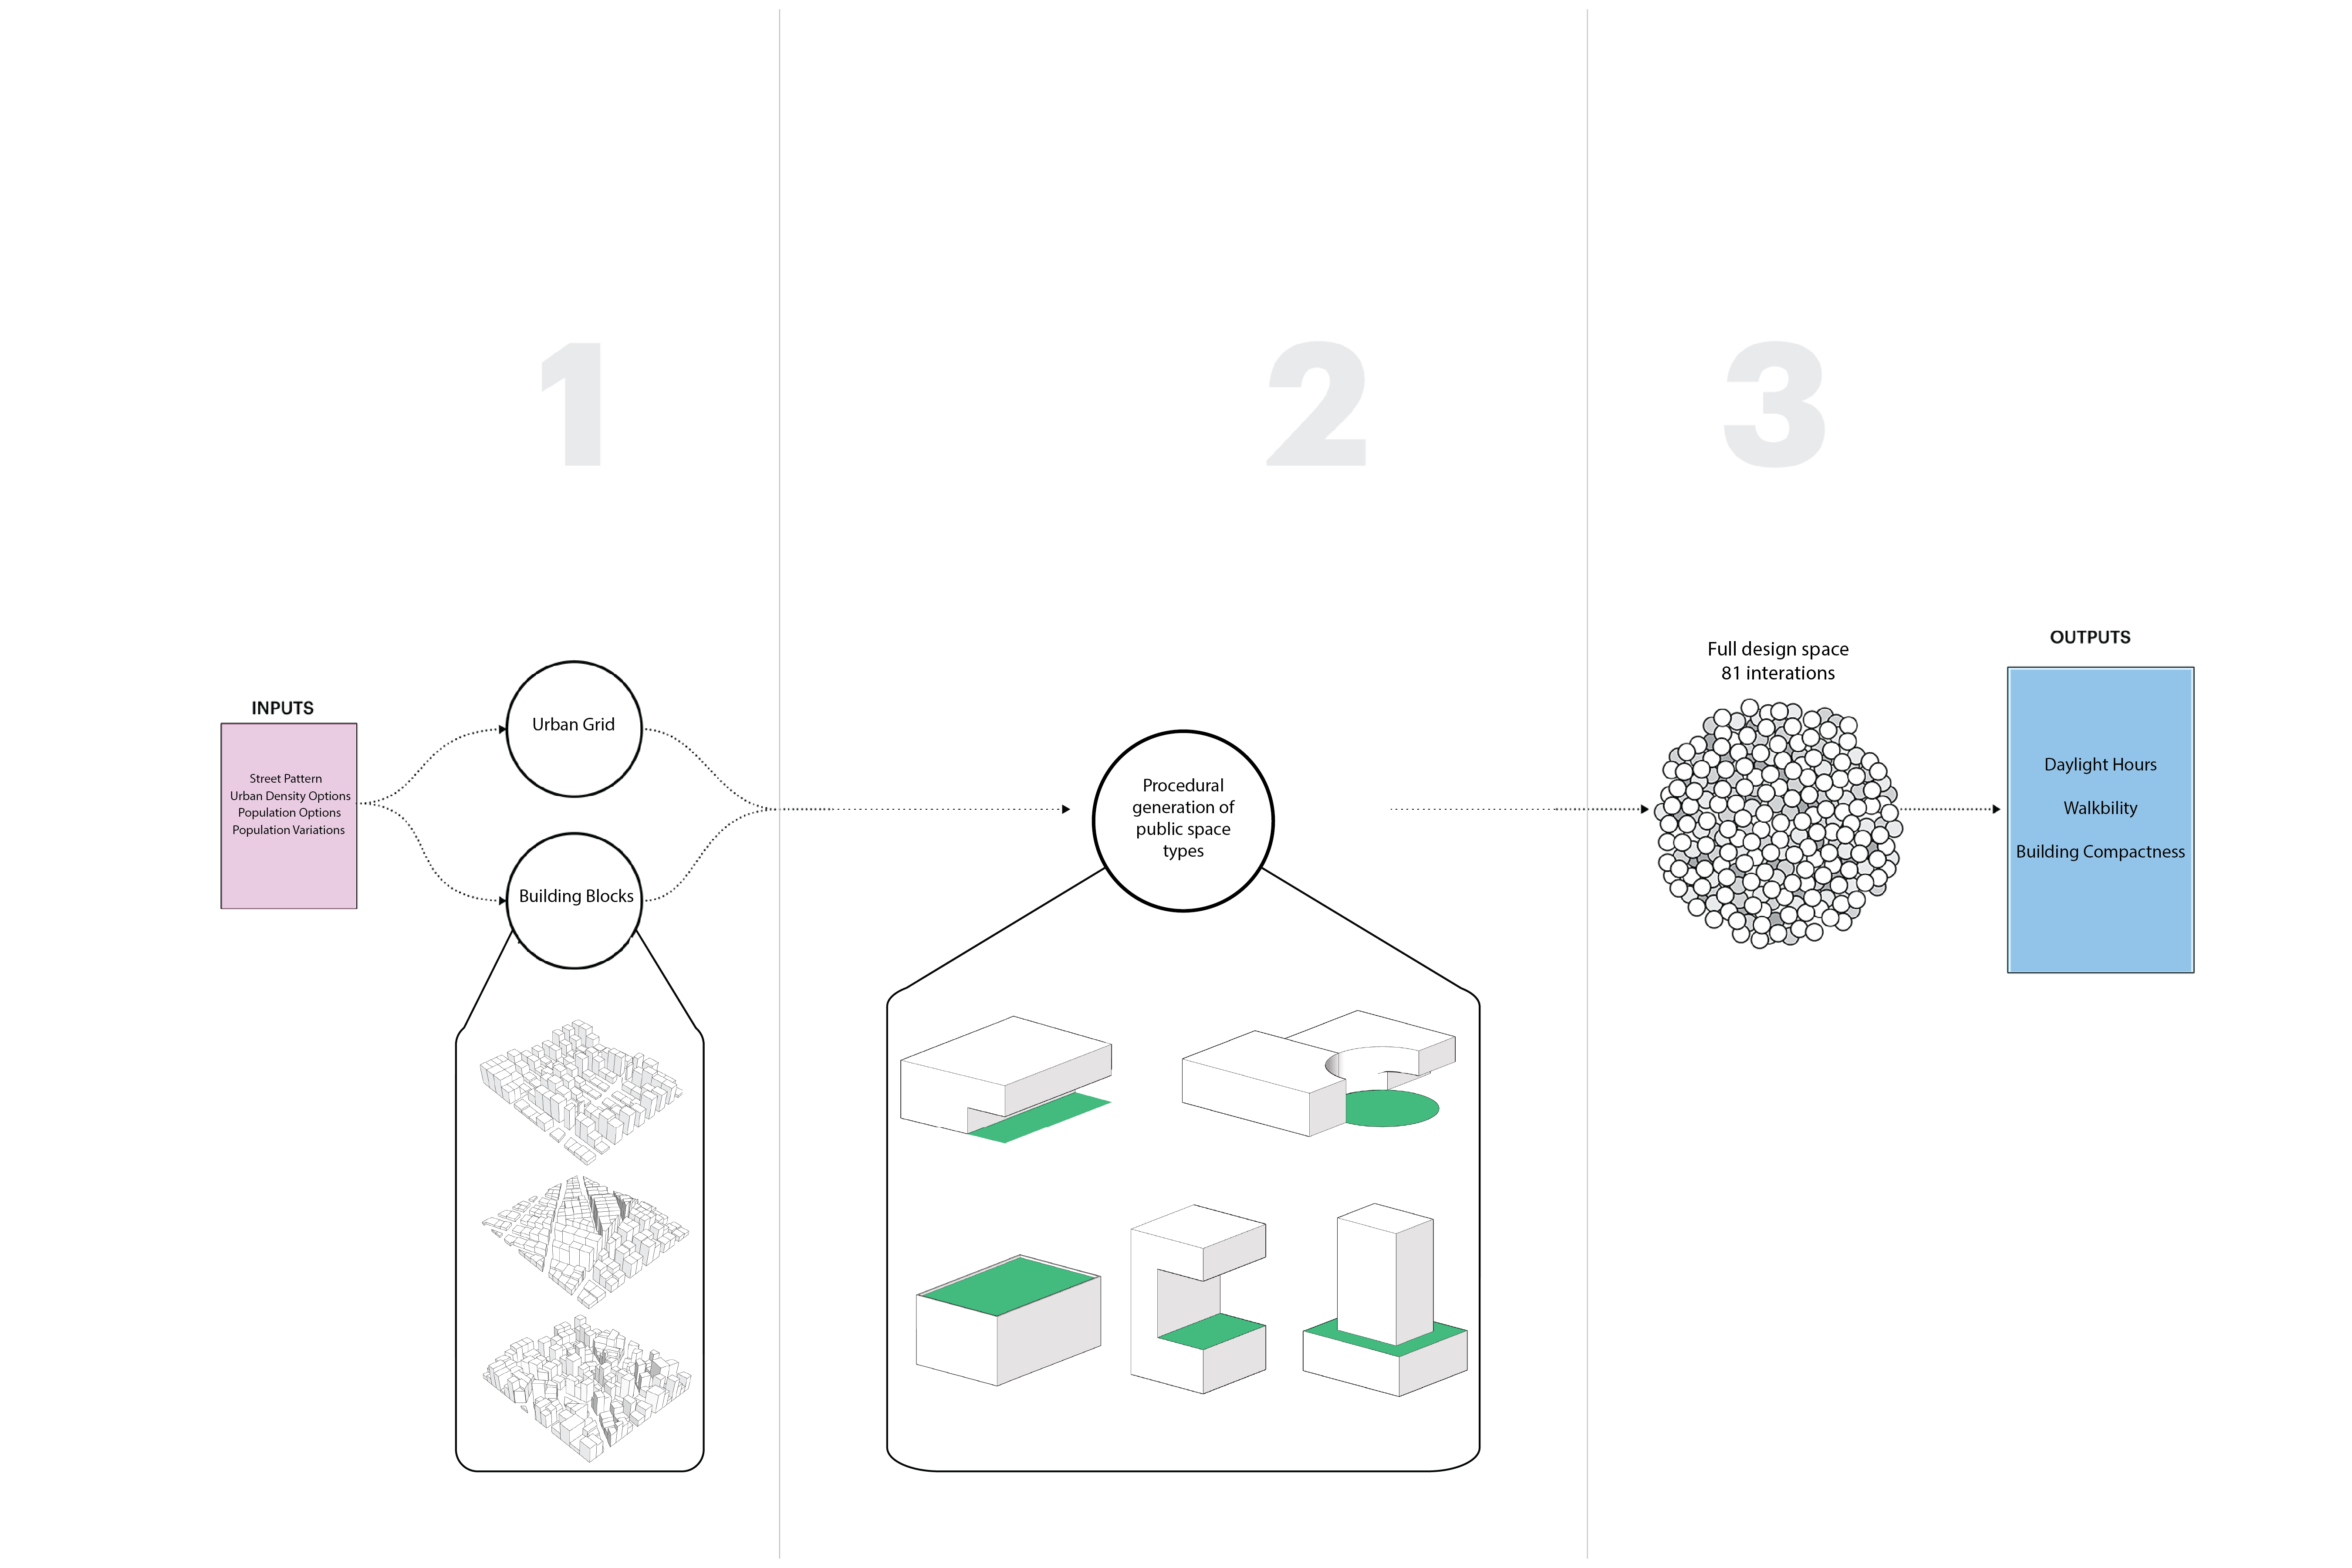 1
2
3
INPUTS
Street Pattern
Urban Density Options
Population Options
Population Variations
Urban Grid
Building Blocks
Procedural
generation of
public space
types
Full design space
81 interations
OUTPUTS
Daylight Hours
Walkbility
Building Compactness